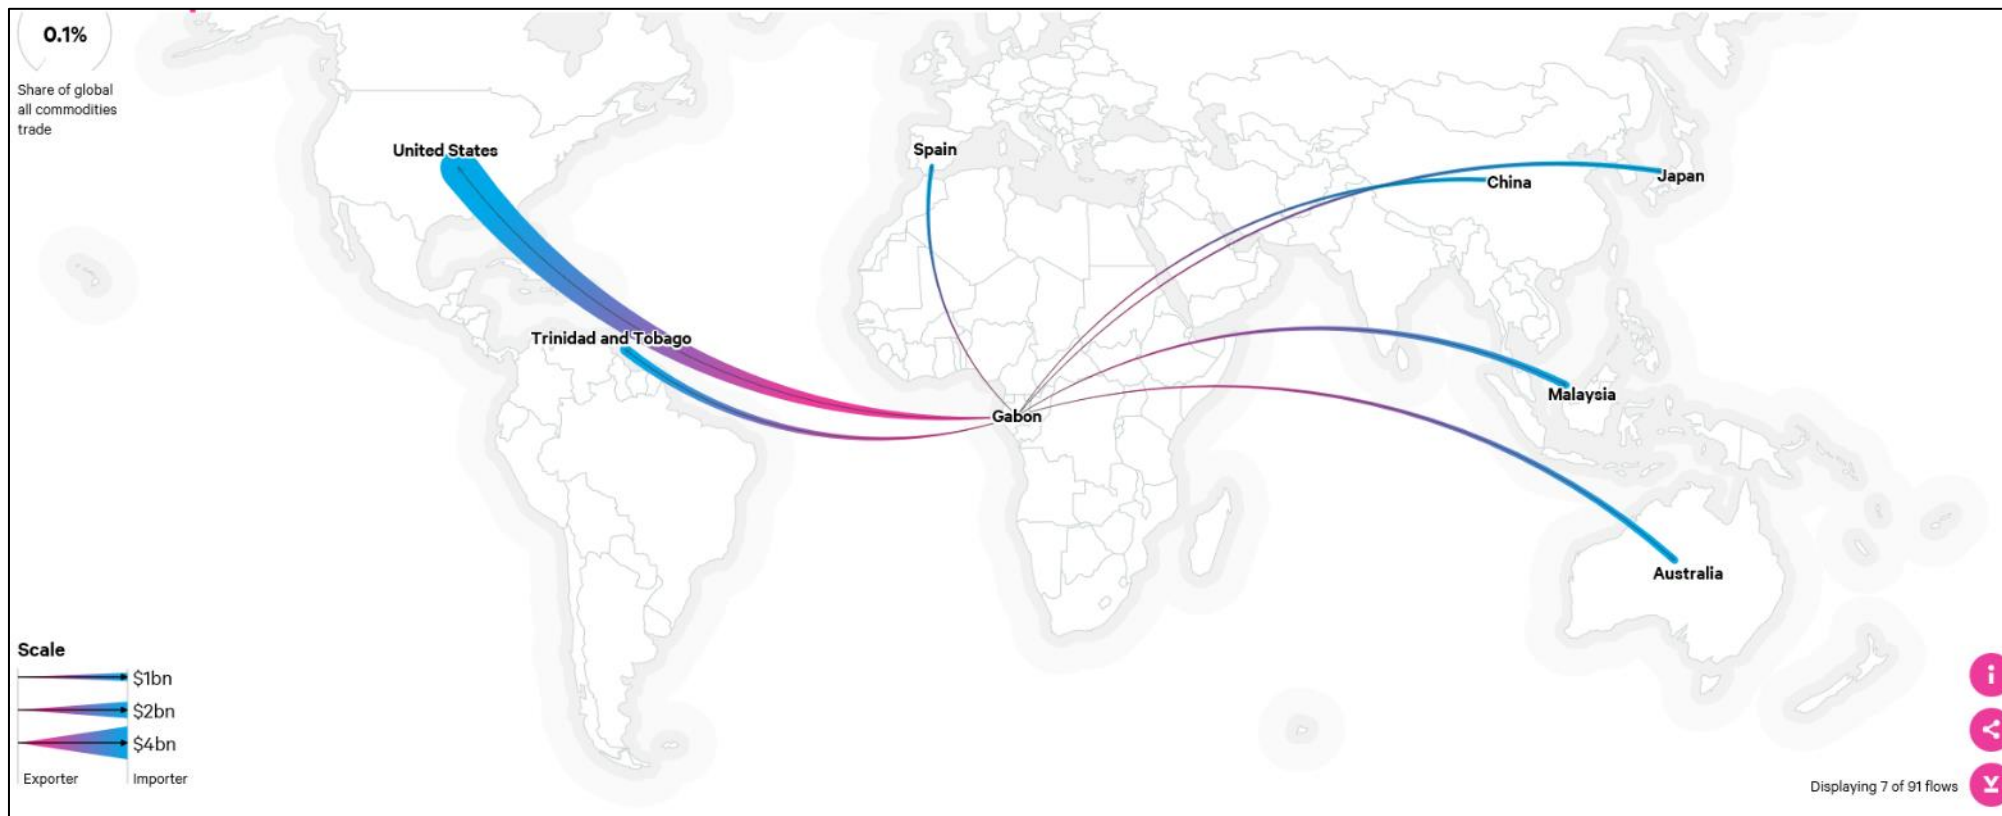 0.1%
Share of global
all commodities
trade
United States
Spain
China
Japan
Trinidad and Tobago
Malaysia
Gabon
Australia
Scale
$1bn
$2bn
$4bn
Exporter Importer
Displaying 7 of 91 flows